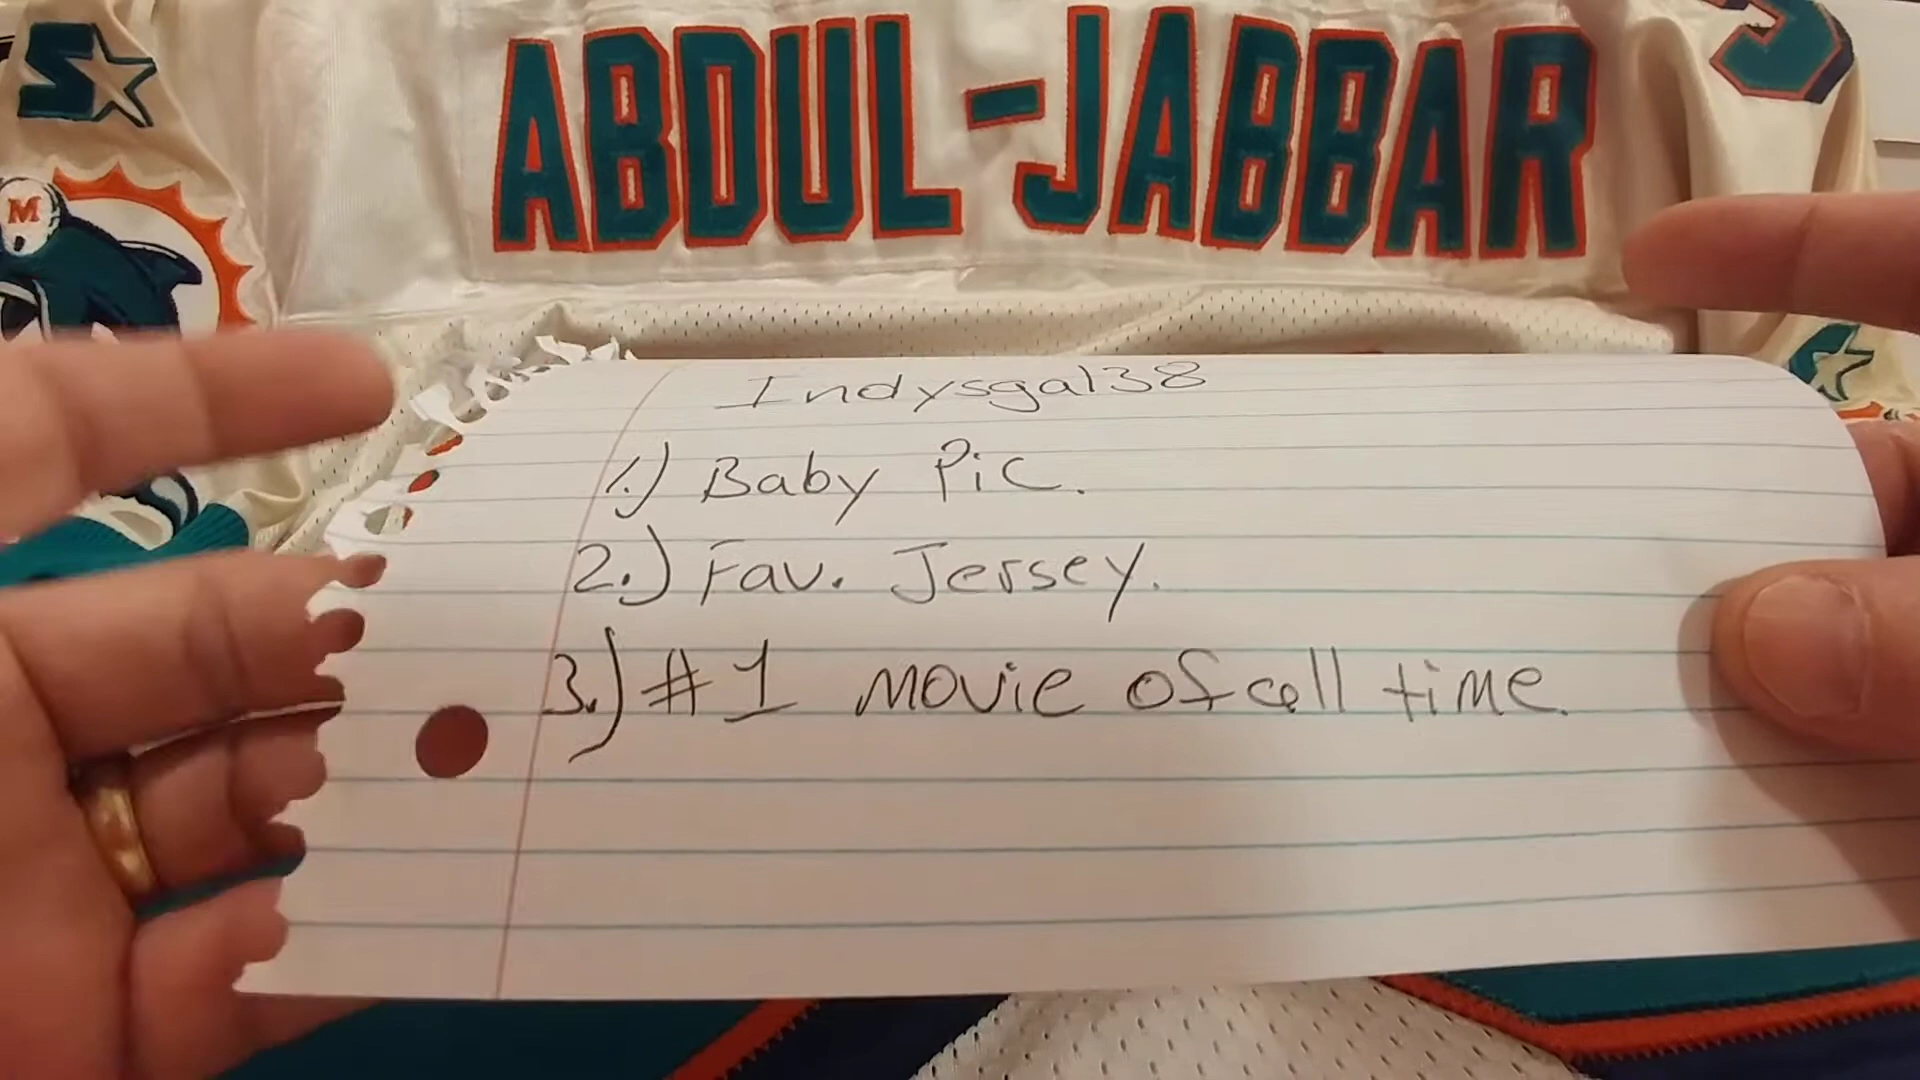 ABDUL-JABBAR
M
Indysgal38
1.) Baby Pic.
2.) Fav. Jersey.
3.) #1 movie of all time.